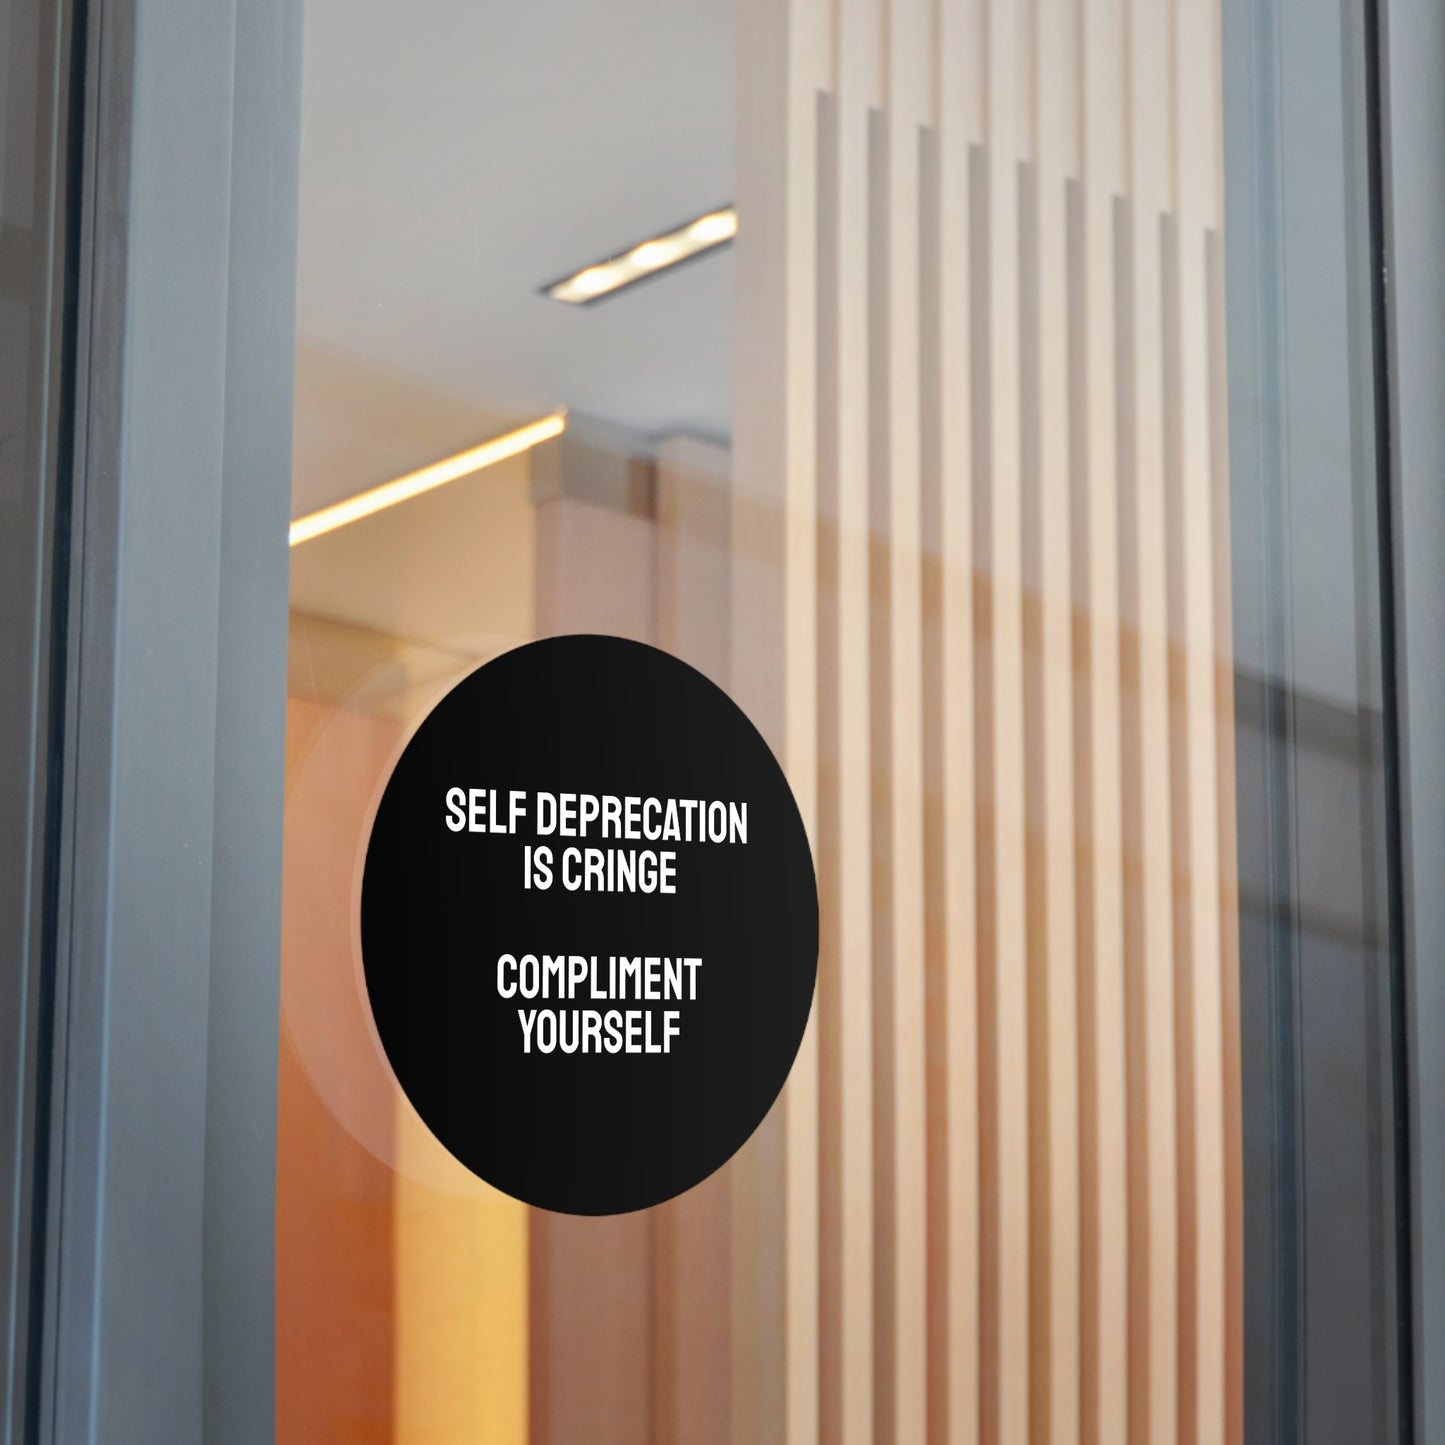 SELF DEPRECATION
IS CRINGE
COMPLIMENT
YOURSELF